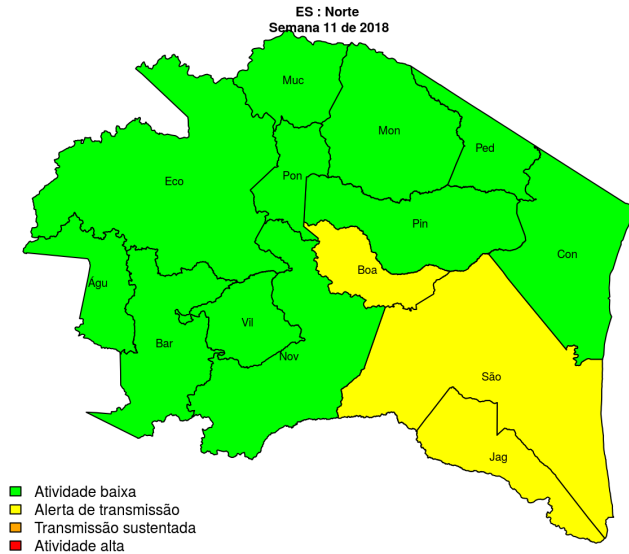 ES : Norte
Semana 11 de 2018
Muc
Mon
Ped
Eco
Pon
Pin
Con
Boa
Águ
Vil
Bar
Nov
São
Jag
Atividade baixa
Alerta de transmissão
Transmissão sustentada
Atividade alta